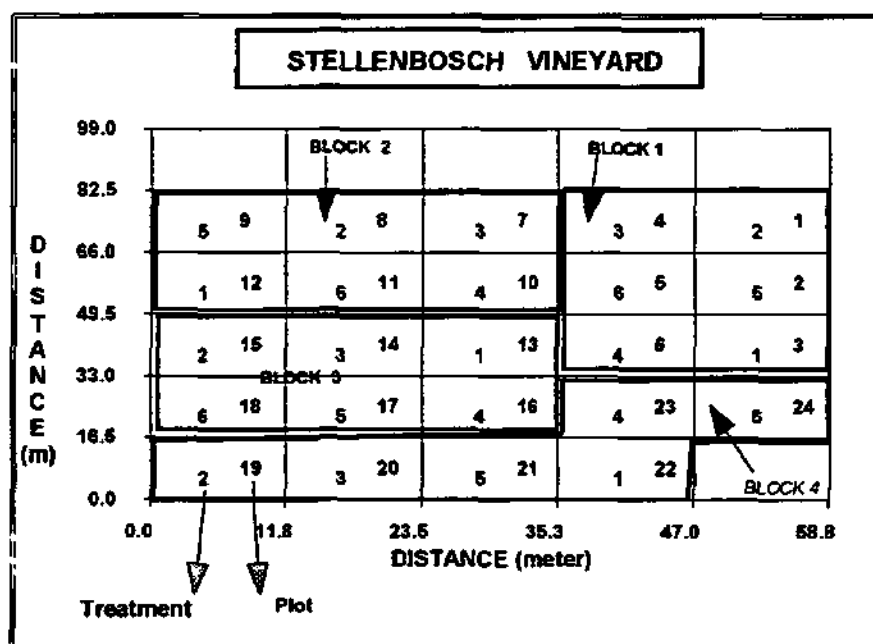 STELLENBOSCH VINEYARD
99.0
BLOCK 2 BLOCK 1
82.5
5 9 2 8 3 7 3 4 2 1
66.0
1 12 6 11 4 10 6 5 5 2
49.5
2 15 3 14 1 13 4 6 1 3
33.0
BLOCK 3
6 18 5 17 4 16 4 23 6 24
16.5
2 19 3 20 5 21 1 22 BLOCK 4
0.0
0.0 11.8 23.5 35.3 47.0 58.8
DISTANCE (m)
DISTANCE (meter)
Treatment Plot